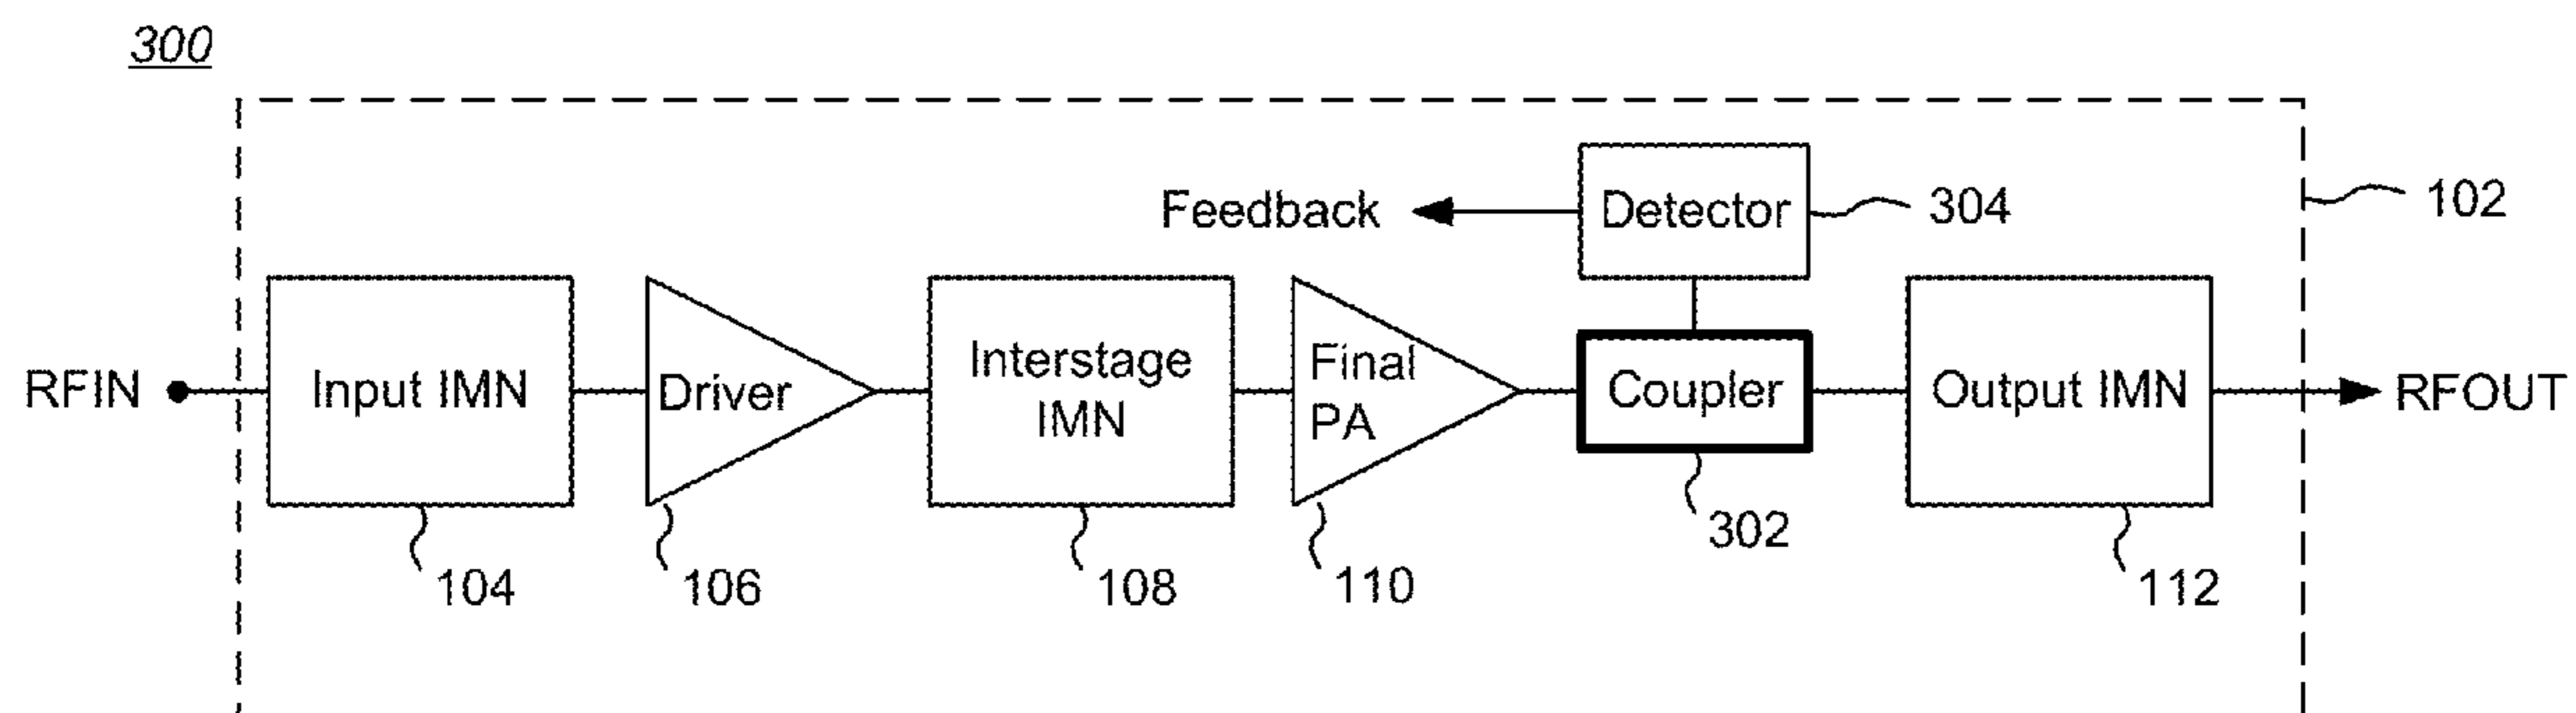 300
Feedback
Detector
304
102
RFIN
Input IMN
Driver
Interstage
IMN
Final
PA
Coupler
Output IMN
RFOUT
104
106
108
110
302
112